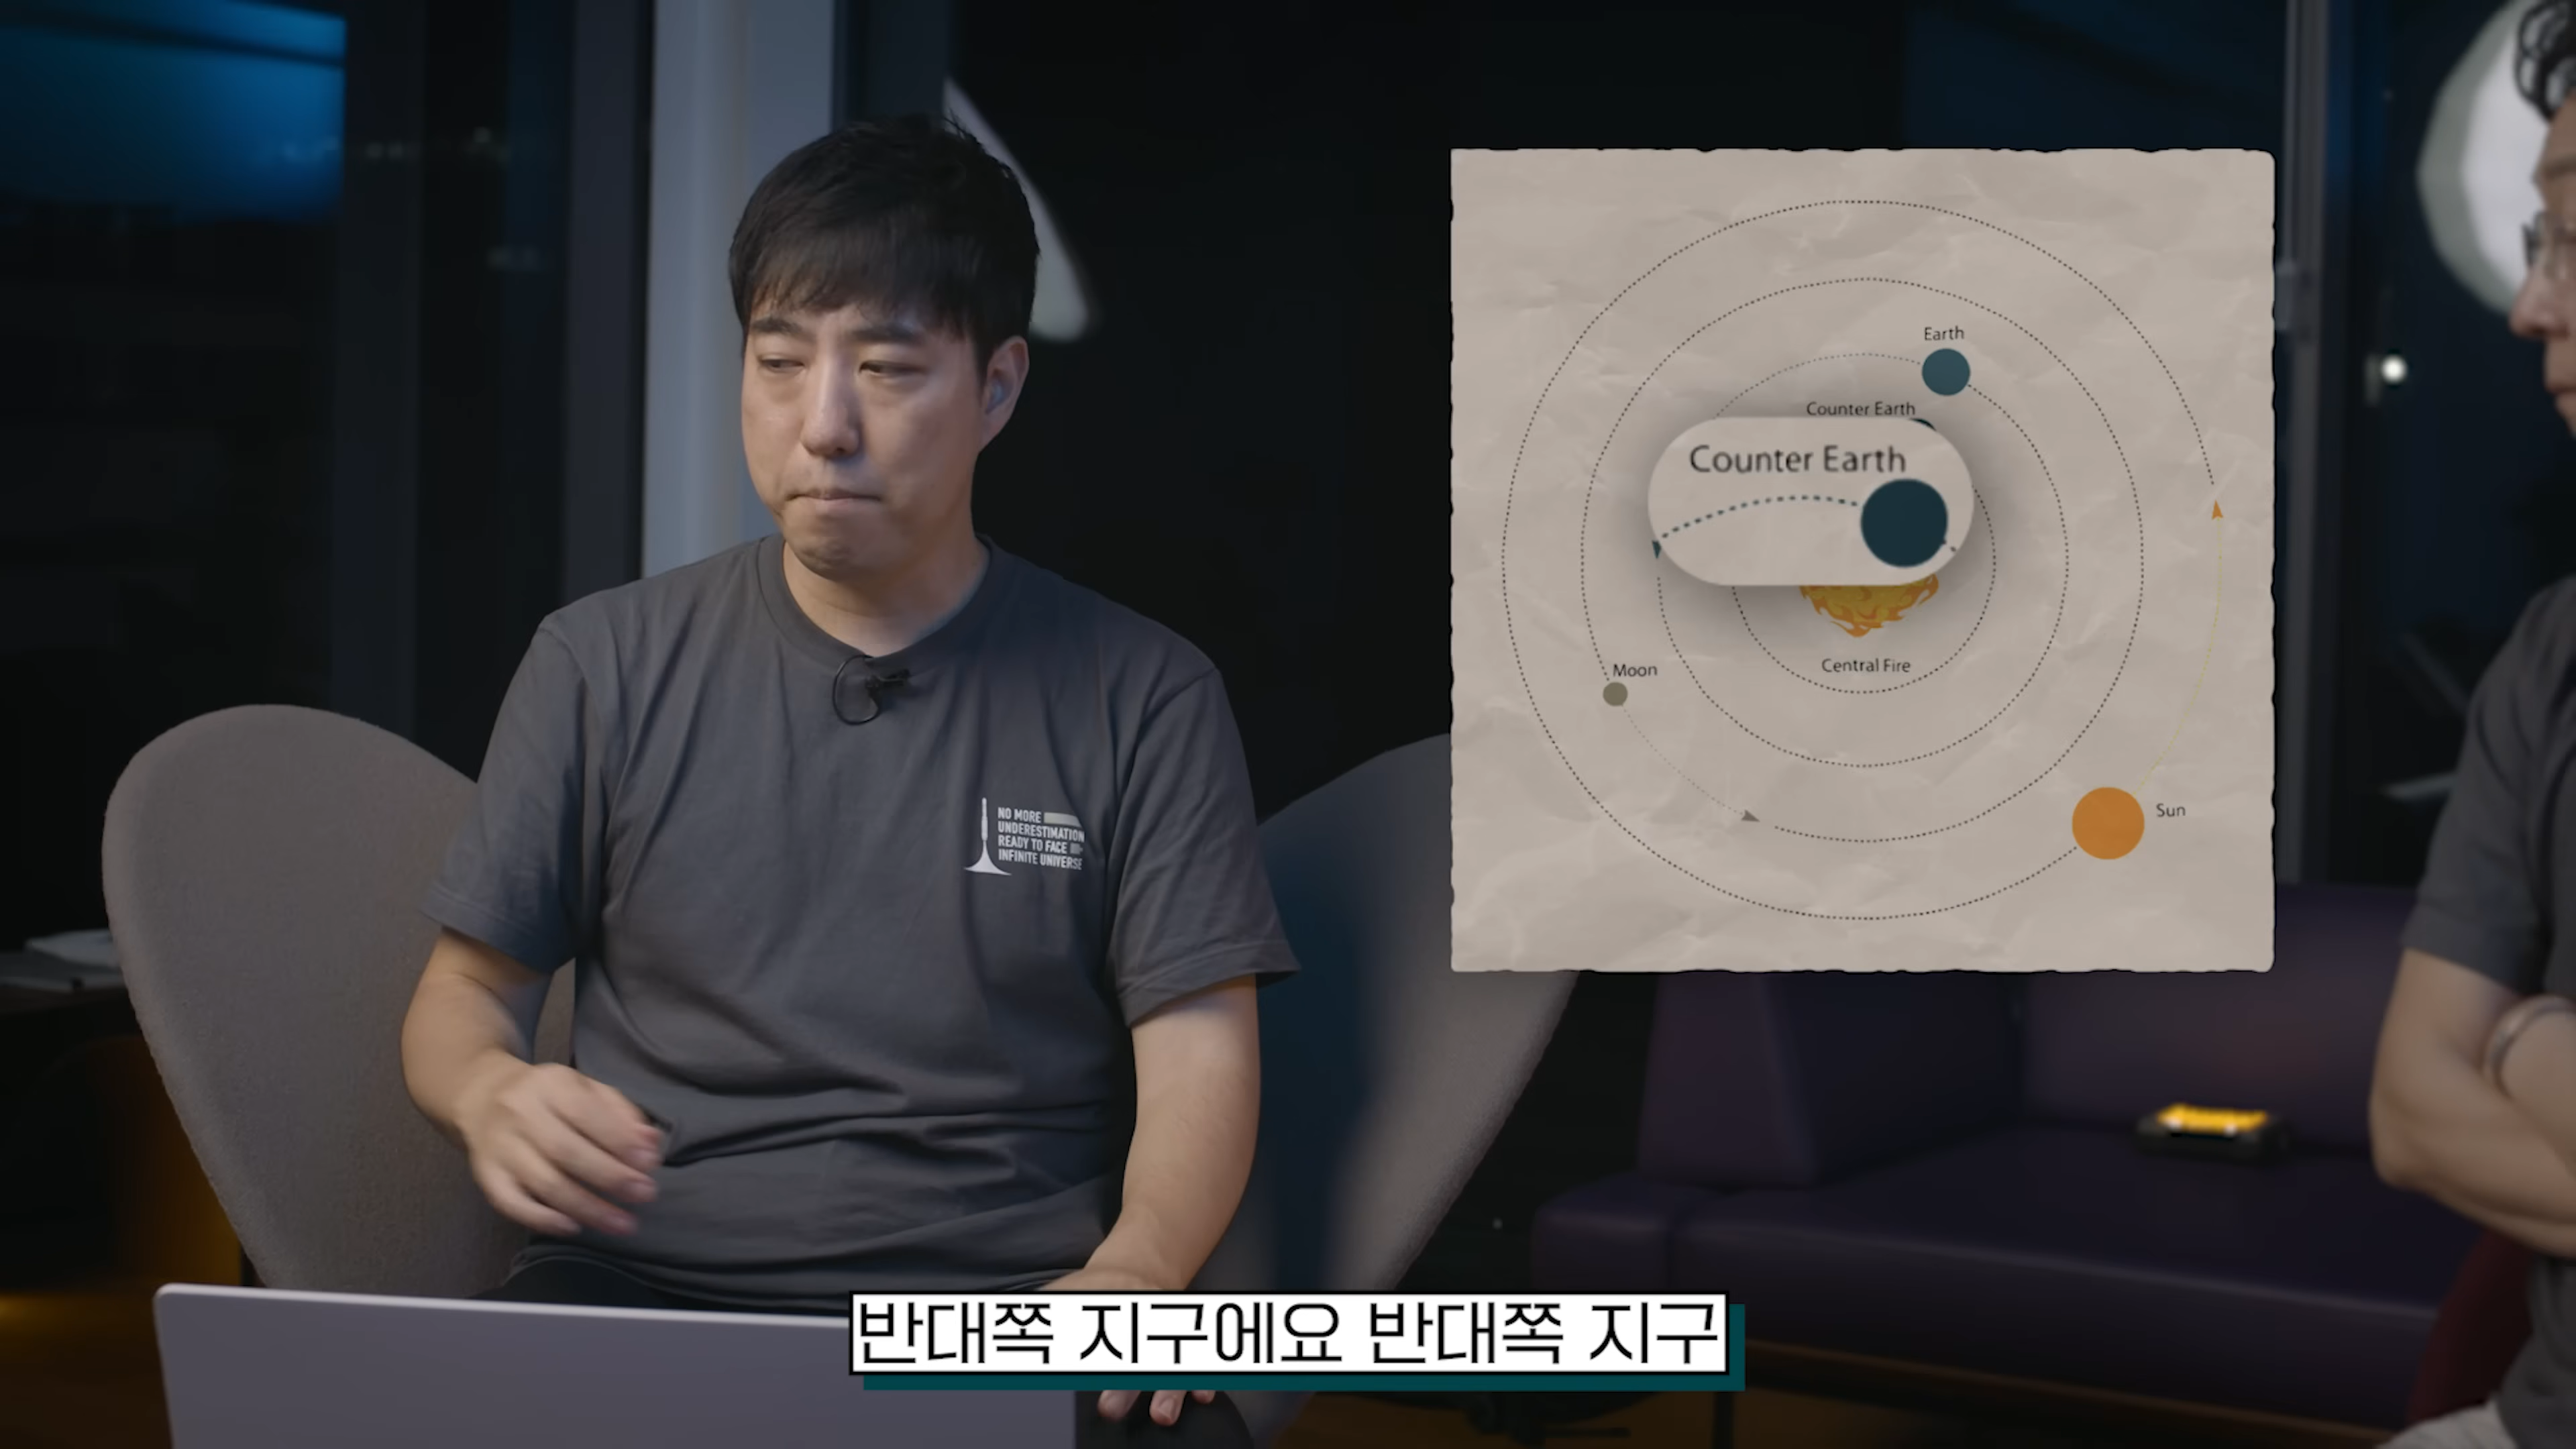 Earth
Counter Earth
Counter Earth
Moon
Central Fire
Sun
NO MORE
UNDERESTIMATION
READY TO FACE
INFINITE UNIVERSE
반대쪽 지구에요 반대쪽 지구